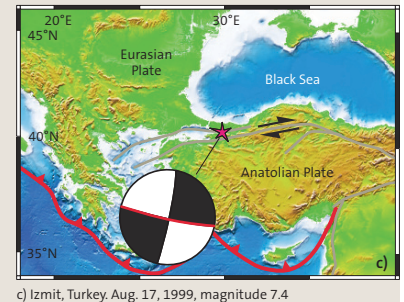 20°E 30°E
45°N
Eurasian
Plate
Black Sea
40°N
Anatolian Plate
35°N
c)
c) Izmit, Turkey. Aug. 17, 1999, magnitude 7.4